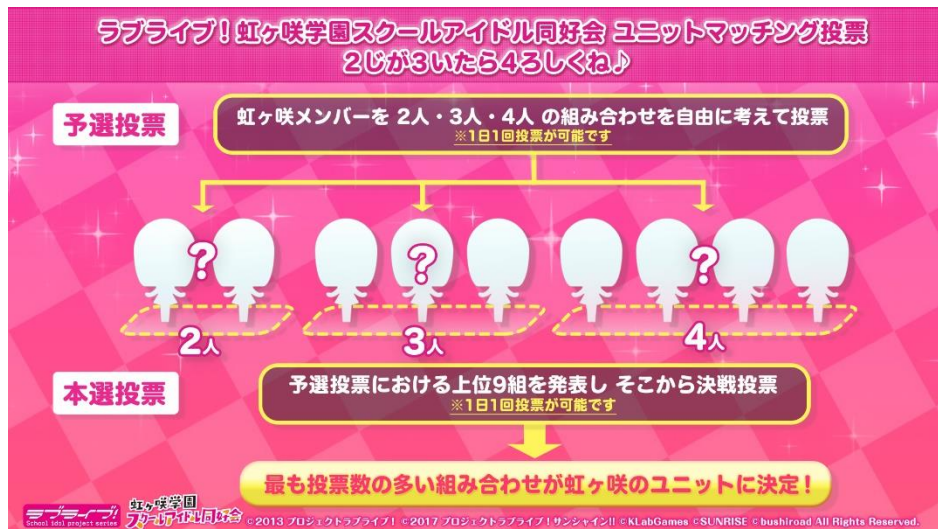 ラブライブ！虹ヶ咲学園スクールアイドル同好会 ユニットマッチング投票
2じが3いたら4ろしくね♪
予選投票
虹ヶ咲メンバーを 2人・3人・4人 の組み合わせを自由に考えて投票
※1日1回投票が可能です
?
?
?
2人
3人
4人
本選投票
予選投票における上位9組を発表し そこから決戦投票
※1日1回投票が可能です
最も投票数の多い組み合わせが虹ヶ咲のユニットに決定！
ラブライブ！
School idol project series
虹ヶ咲学園
スクールアイドル同好会
©2013 プロジェクトラブライブ！ ©2017 プロジェクトラブライブ！サンシャイン!! ©KLabGames ©SUNRISE ©bushiroad All Rights Reserved.